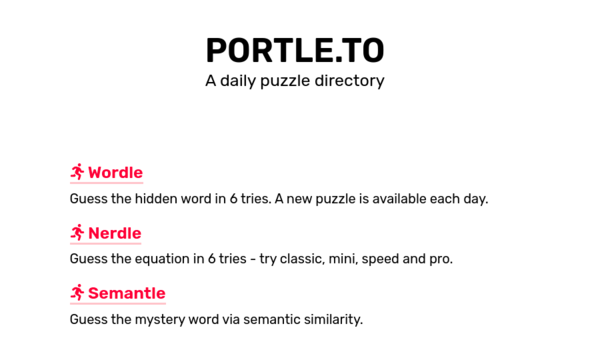 PORTLE.TO
A daily puzzle directory
Wordle
Guess the hidden word in 6 tries. A new puzzle is available each day.
Nerdle
Guess the equation in 6 tries - try classic, mini, speed and pro.
Semantle
Guess the mystery word via semantic similarity.